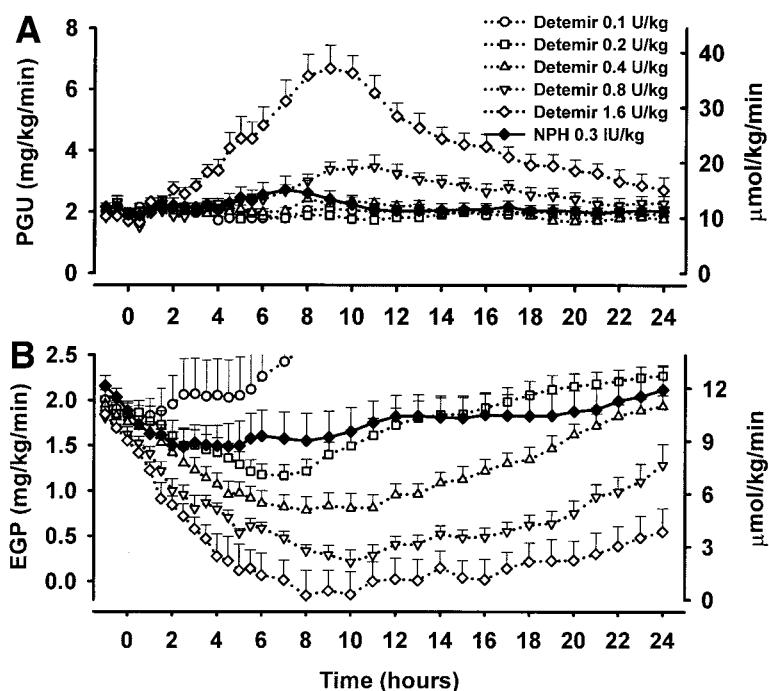 A
8
6
4
2
0
PGU (mg/kg/min)
Detemir 0.1 U/kg
Detemir 0.2 U/kg
Detemir 0.4 U/kg
Detemir 0.8 U/kg
Detemir 1.6 U/kg
NPH 0.3 IU/kg
40
30
20
10
0
µmol/kg/min
0 2 4 6 8 10 12 14 16 18 20 22 24
B
2.5
2.0
1.5
1.0
0.5
0.0
EGP (mg/kg/min)
12
9
6
3
0
µmol/kg/min
0 2 4 6 8 10 12 14 16 18 20 22 24
Time (hours)